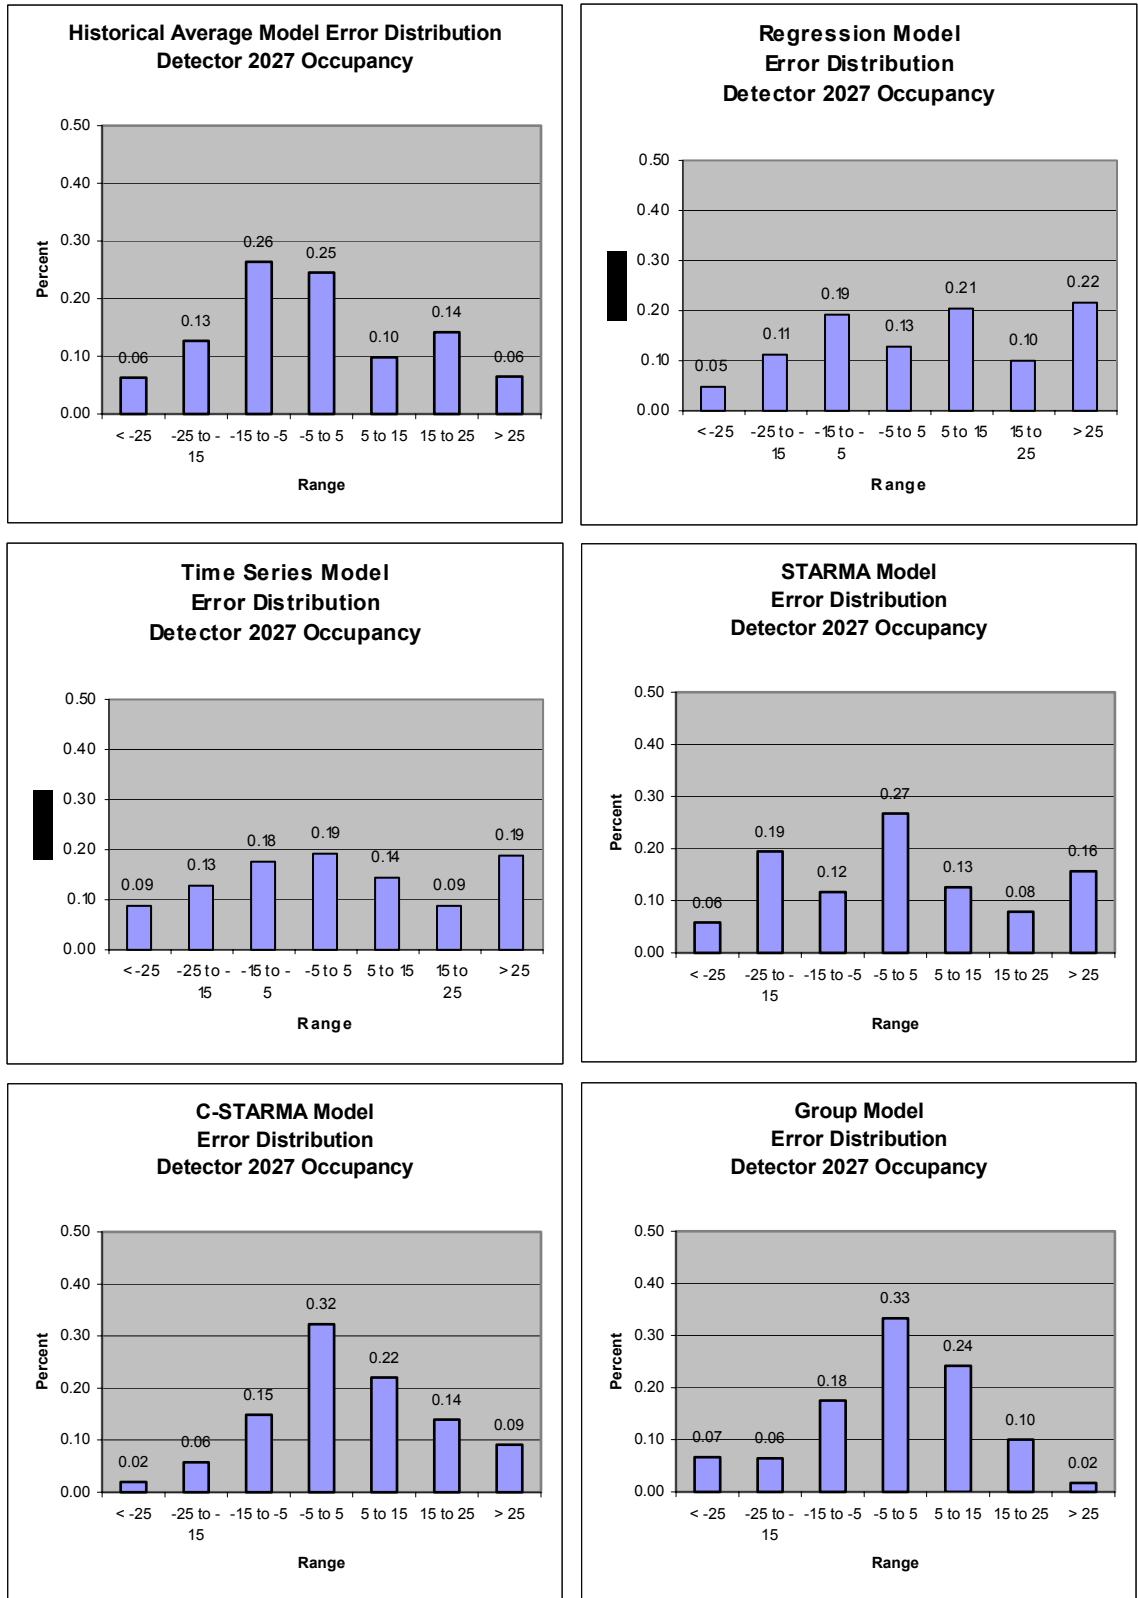 Historical Average Model Error Distribution
Detector 2027 Occupancy
0.50
0.40
0.30
0.20
0.10
0.00
Percent
0.06
0.13
0.26
0.25
0.10
0.14
0.06
< -25
-25 to -
15
-15 to -5
-5 to 5
5 to 15
15 to 25
> 25
Range
Regression Model
Error Distribution
Detector 2027 Occupancy
0.50
0.40
0.30
0.20
0.10
0.00
0.05
0.11
0.19
0.13
0.21
0.10
0.22
< -25
-25 to -
15
-15 to -
5
-5 to 5
5 to 15
15 to
25
> 25
Range
Time Series Model
Error Distribution
Detector 2027 Occupancy
0.50
0.40
0.30
0.20
0.10
0.00
0.09
0.13
0.18
0.19
0.14
0.09
0.19
< -25
-25 to -
15
-15 to -
5
-5 to 5
5 to 15
15 to
25
> 25
Range
STARMA Model
Error Distribution
Detector 2027 Occupancy
0.50
0.40
0.30
0.20
0.10
0.00
Percent
0.06
0.19
0.12
0.27
0.13
0.08
0.16
< -25
-25 to -
15
-15 to -5
-5 to 5
5 to 15
15 to 25
> 25
Range
C-STARMA Model
Error Distribution
Detector 2027 Occupancy
0.50
0.40
0.30
0.20
0.10
0.00
Percent
0.02
0.06
0.15
0.32
0.22
0.14
0.09
< -25
-25 to -
15
-15 to -5
-5 to 5
5 to 15
15 to 25
> 25
Range
Group Model
Error Distribution
Detector 2027 Occupancy
0.50
0.40
0.30
0.20
0.10
0.00
Percent
0.07
0.06
0.18
0.33
0.24
0.10
0.02
< -25
-25 to -
15
-15 to -5
-5 to 5
5 to 15
15 to 25
> 25
Range